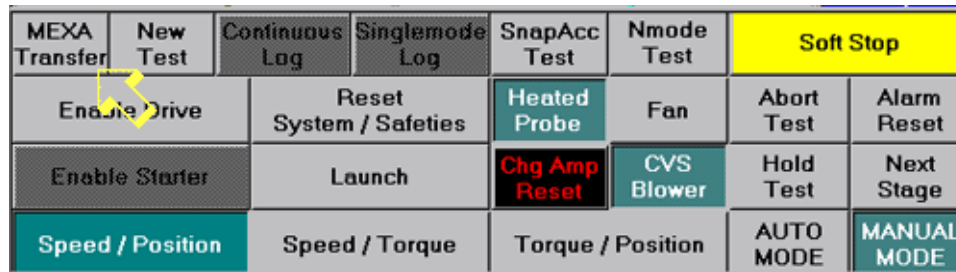 MEXA
Transfer
New
Test
Continuous
Log
Singlemode
Log
SnapAcc
Test
Nmode
Test
Soft Stop
Enable Drive
Reset
System / Safeties
Heated
Probe
Fan
Abort
Test
Alarm
Reset
Enable Starter
Launch
Chg Amp
Reset
CVS
Blower
Hold
Test
Next
Stage
Speed / Position
Speed / Torque
Torque / Position
AUTO
MODE
MANUAL
MODE